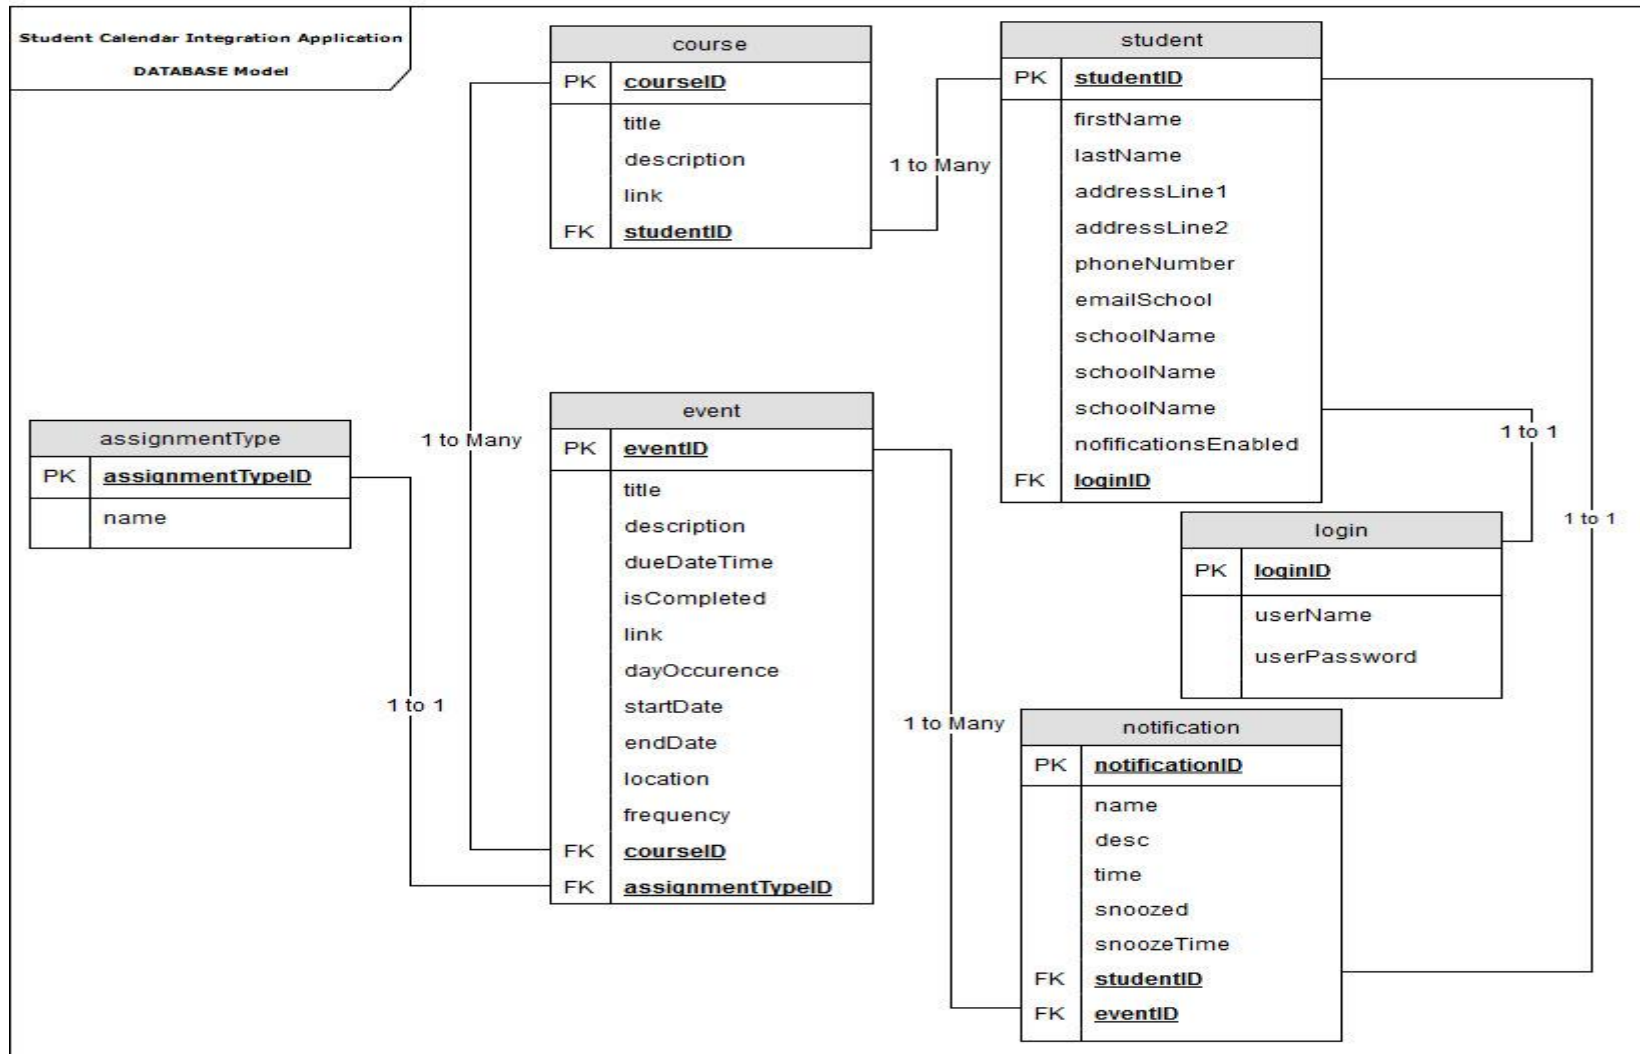 Student Calendar Integration Application
DATABASE Model
course
PK courseID
title
description
link
FK studentID
student
PK studentID
firstName
lastName
addressLine1
addressLine2
phoneNumber
emailSchool
schoolName
schoolName
schoolName
nofificationsEnabled
FK loginID
1 to Many
1 to Many
assignmentType
PK assignmentTypeID
name
event
PK eventID
title
description
dueDateTime
isCompleted
link
dayOccurence
startDate
endDate
location
frequency
FK courseID
FK assignmentTypeID
1 to 1
1 to 1
1 to 1
login
PK loginID
userName
userPassword
1 to Many
notification
PK notificationID
name
desc
time
snoozed
snoozeTime
FK studentID
FK eventID